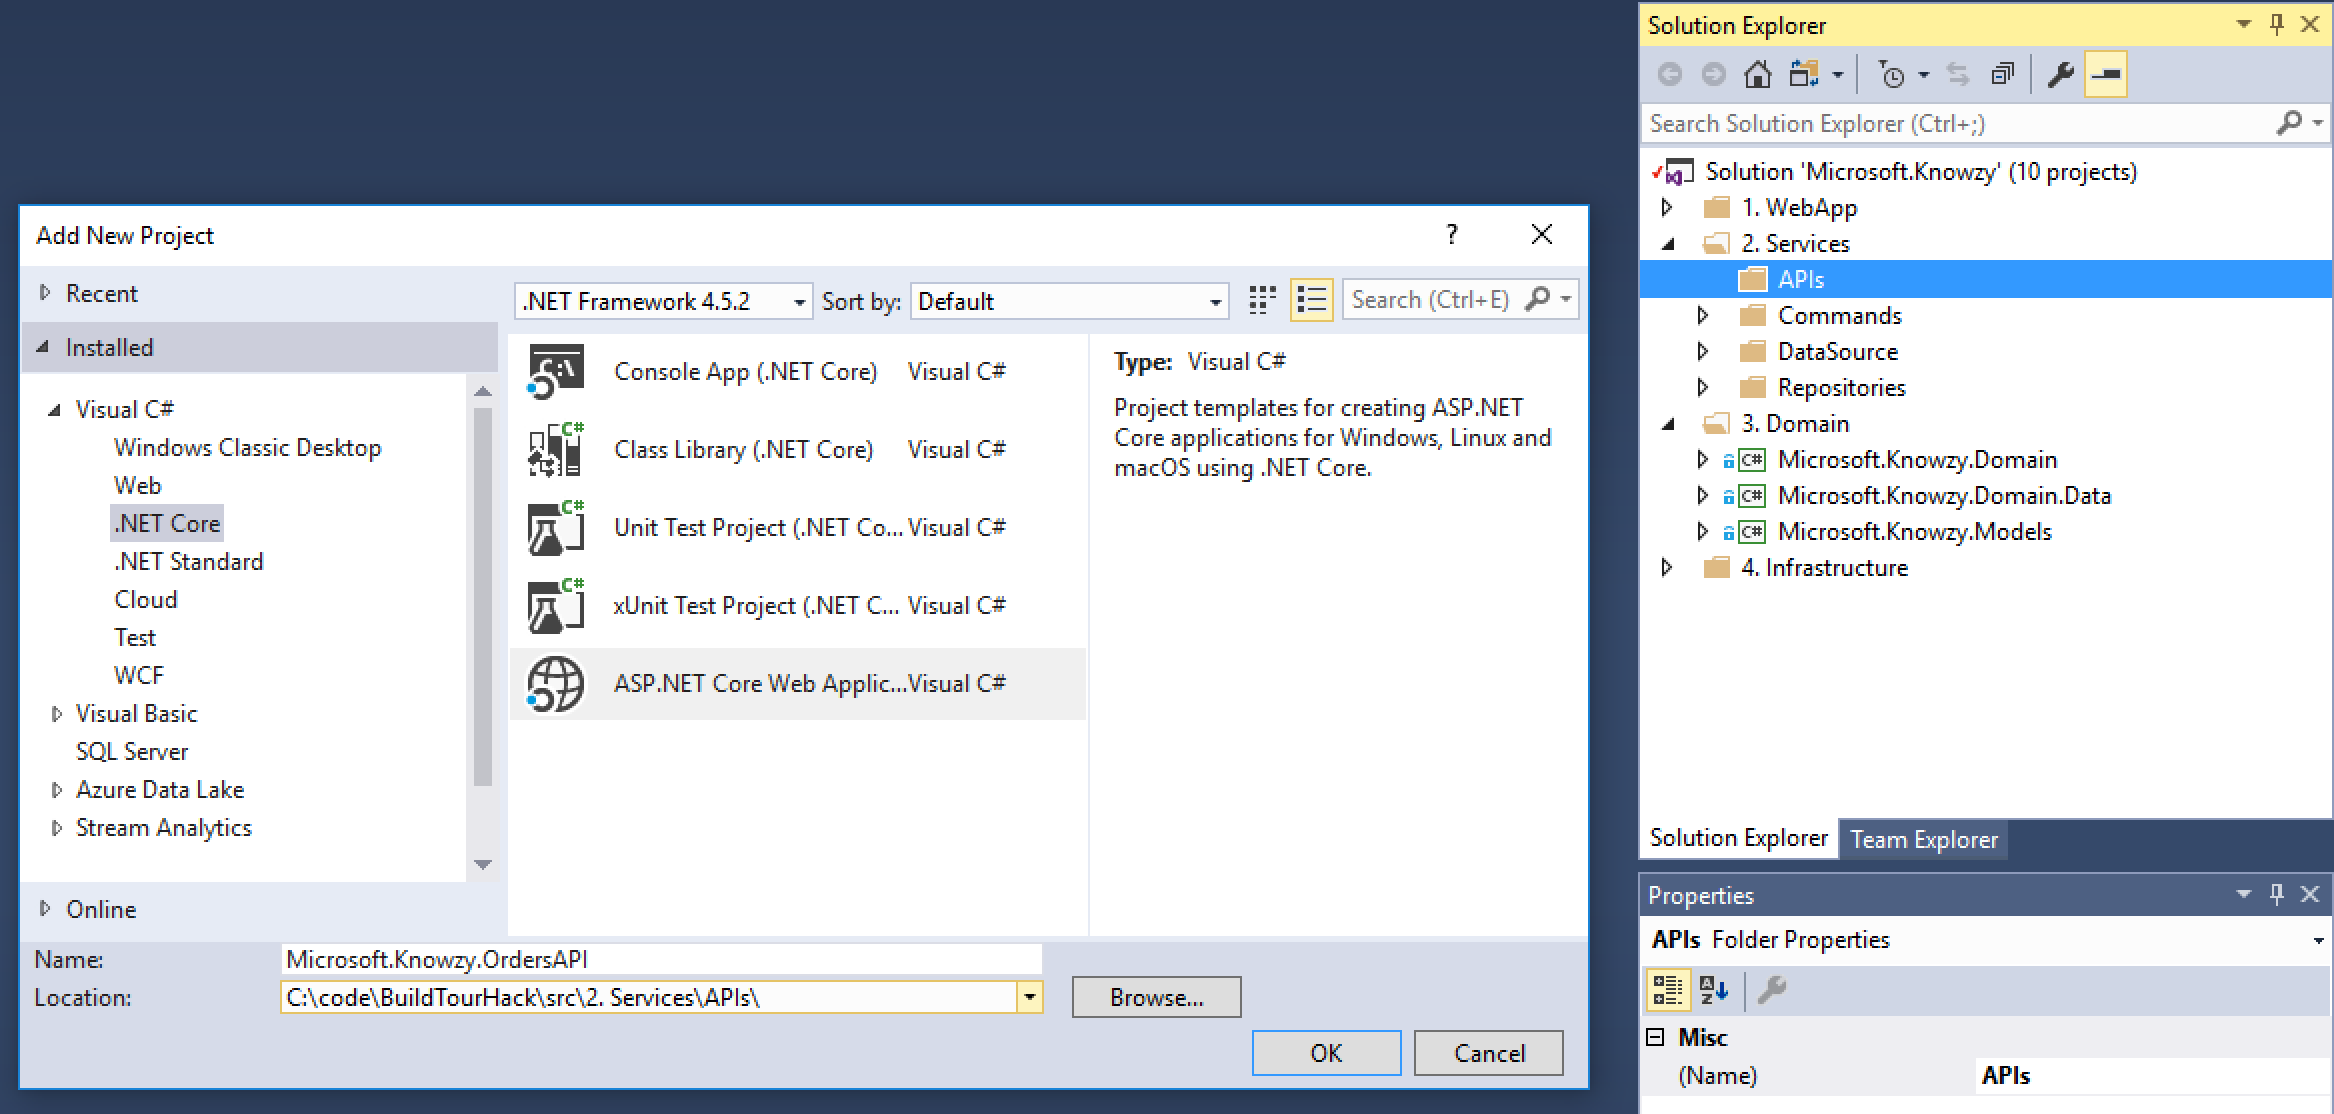 Add New Project
?
Recent
Installed
Visual C#
Windows Classic Desktop
Web
.NET Core
.NET Standard
Cloud
Test
WCF
Visual Basic
SQL Server
Azure Data Lake
Stream Analytics
Online
.NET Framework 4.5.2
Sort by:
Default
Search (Ctrl+E)
Console App (.NET Core) Visual C#
Class Library (.NET Core) Visual C#
Unit Test Project (.NET Co... Visual C#
xUnit Test Project (.NET C... Visual C#
ASP.NET Core Web Applic... Visual C#
Type: Visual C#
Project templates for creating ASP.NET
Core applications for Windows, Linux and
macOS using .NET Core.
Name: Microsoft.Knowzy.OrdersAPI
Location: C:\code\BuildTourHack\src\2. Services\APIs\
Browse...
OK
Cancel
Solution Explorer
Search Solution Explorer (Ctrl+;)
Solution 'Microsoft.Knowzy' (10 projects)
1. WebApp
2. Services
APIs
Commands
DataSource
Repositories
3. Domain
C# Microsoft.Knowzy.Domain
C# Microsoft.Knowzy.Domain.Data
C# Microsoft.Knowzy.Models
4. Infrastructure
Solution Explorer
Team Explorer
Properties
APIs Folder Properties
Misc
(Name) APIs